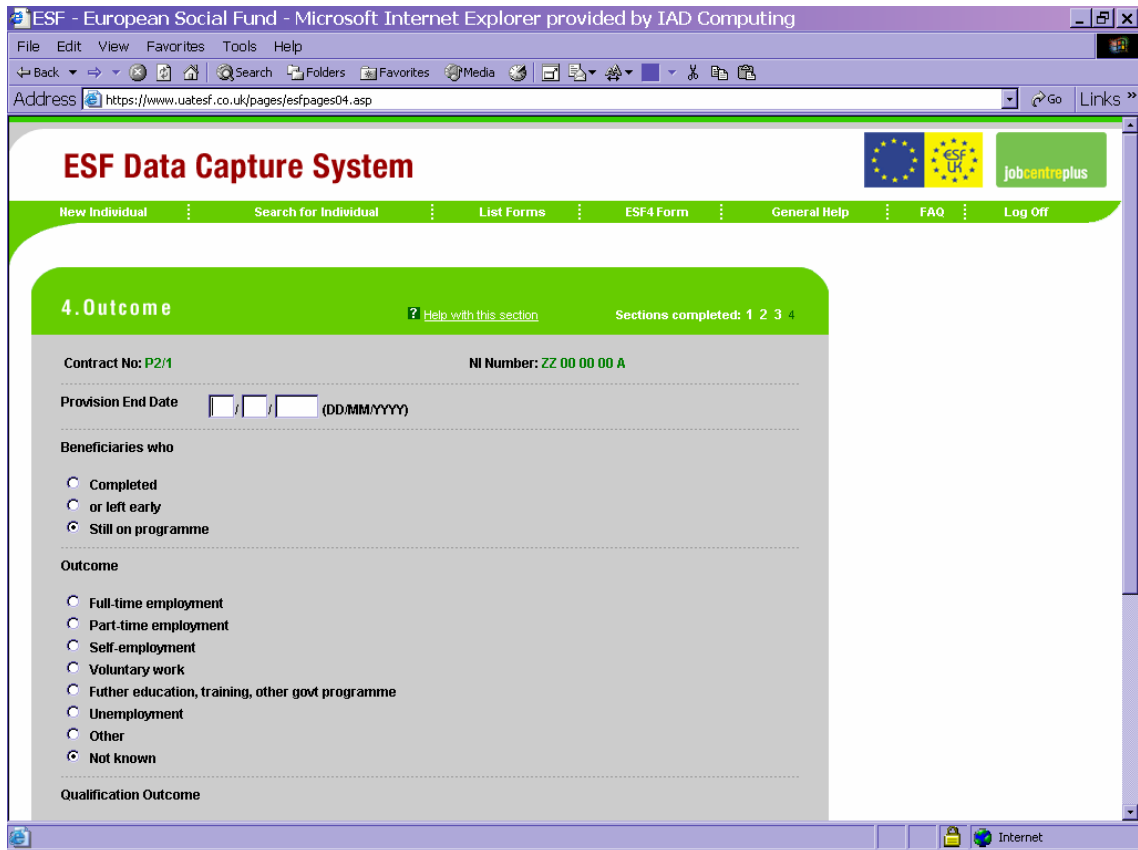 ESF - European Social Fund - Microsoft Internet Explorer provided by IAD Computing
File Edit View Favorites Tools Help
Back Search Folders Favorites Media
Address https://www.uatesf.co.uk/pages/esfpages04.asp Go Links »
ESF Data Capture System
ESF UK
jobcentreplus
New Individual Search for Individual List Forms ESF4 Form General Help FAQ Log Off
4.Outcome ? Help with this section Sections completed: 1 2 3 4
Contract No: P2/1 NI Number: ZZ 00 00 00 A
Provision End Date / / (DD/MM/YYYY)
Beneficiaries who
Completed
or left early
Still on programme
Outcome
Full-time employment
Part-time employment
Self-employment
Voluntary work
Futher education, training, other govt programme
Unemployment
Other
Not known
Qualification Outcome
Internet